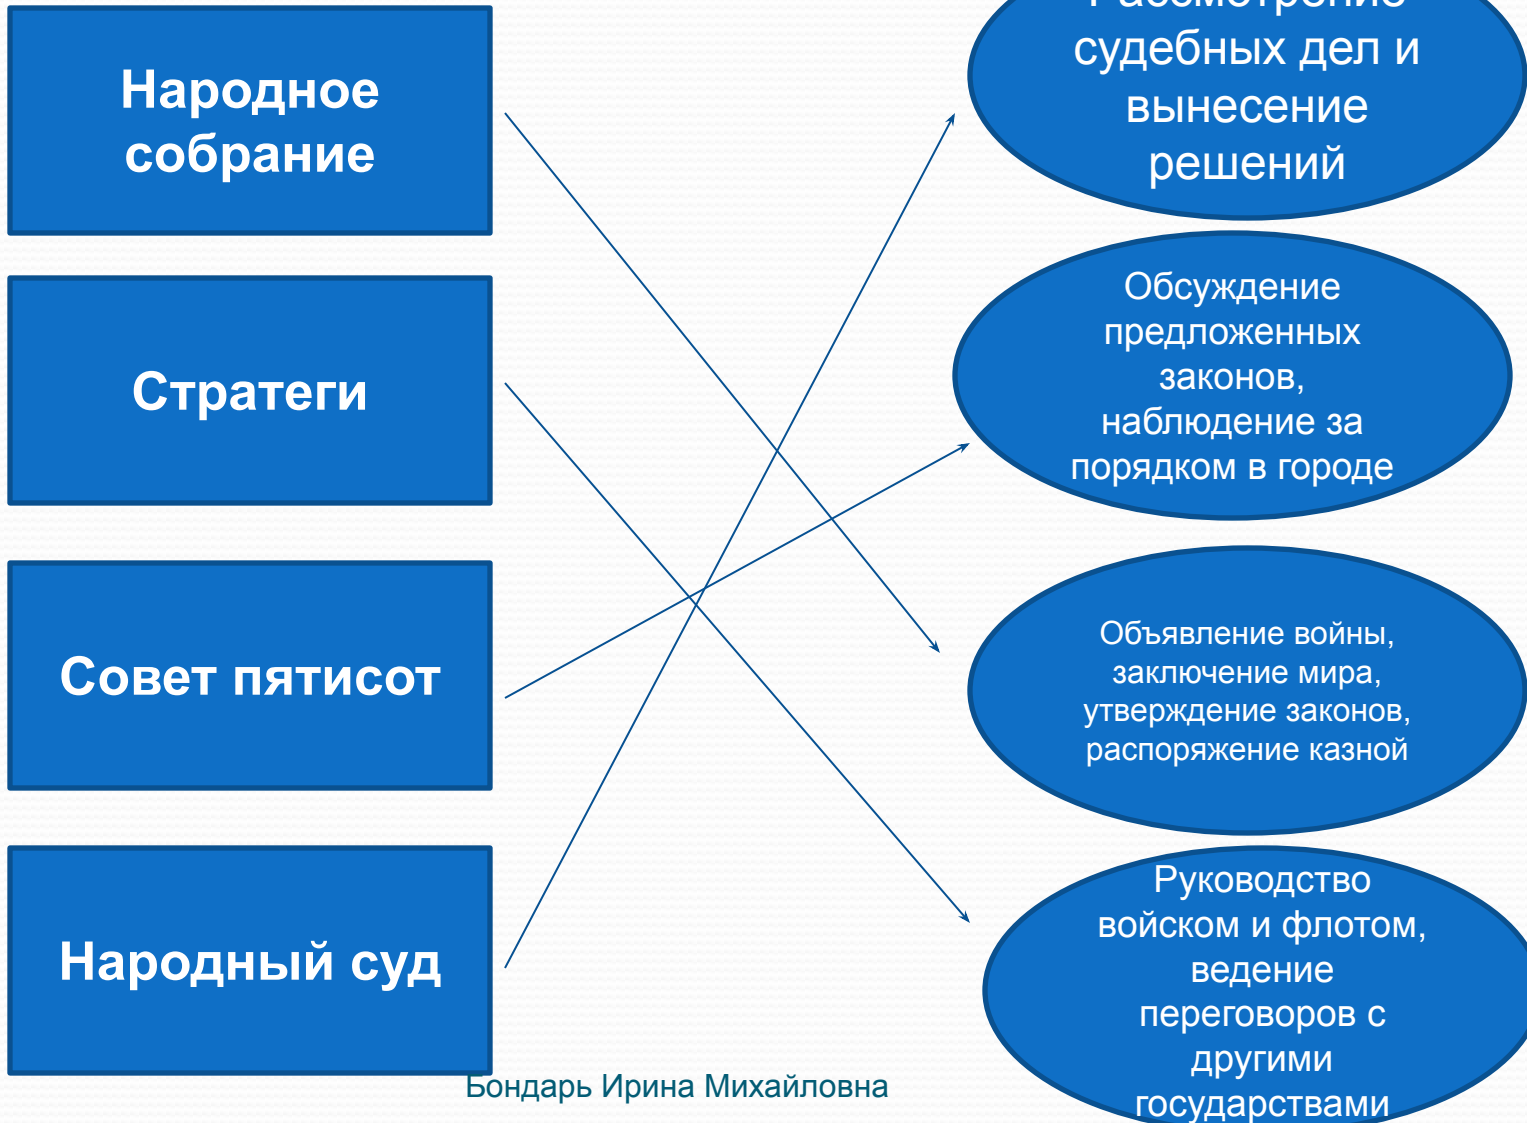 Народное
собрание
Стратеги
Совет пятисот
Народный суд
Рассмотрение
судебных дел и
вынесение
решений
Обсуждение
предложенных
законов,
наблюдение за
порядком в городе
Объявление войны,
заключение мира,
утверждение законов,
распоряжение казной
Руководство
войском и флотом,
ведение
переговоров с
другими
государствами
Бондарь Ирина Михайловна